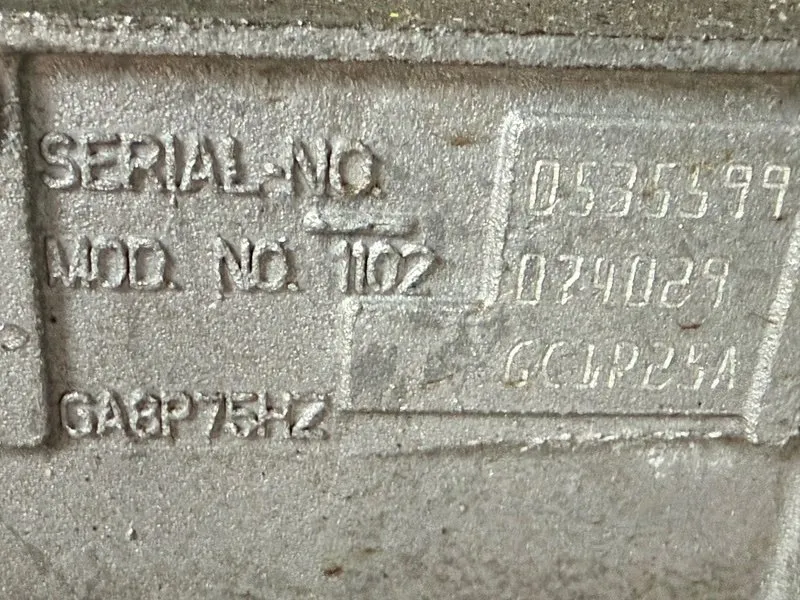 SERIAL-NO. 0535599
MOD. NO. 1102 074029
GC1P25A
GA8P75HZ